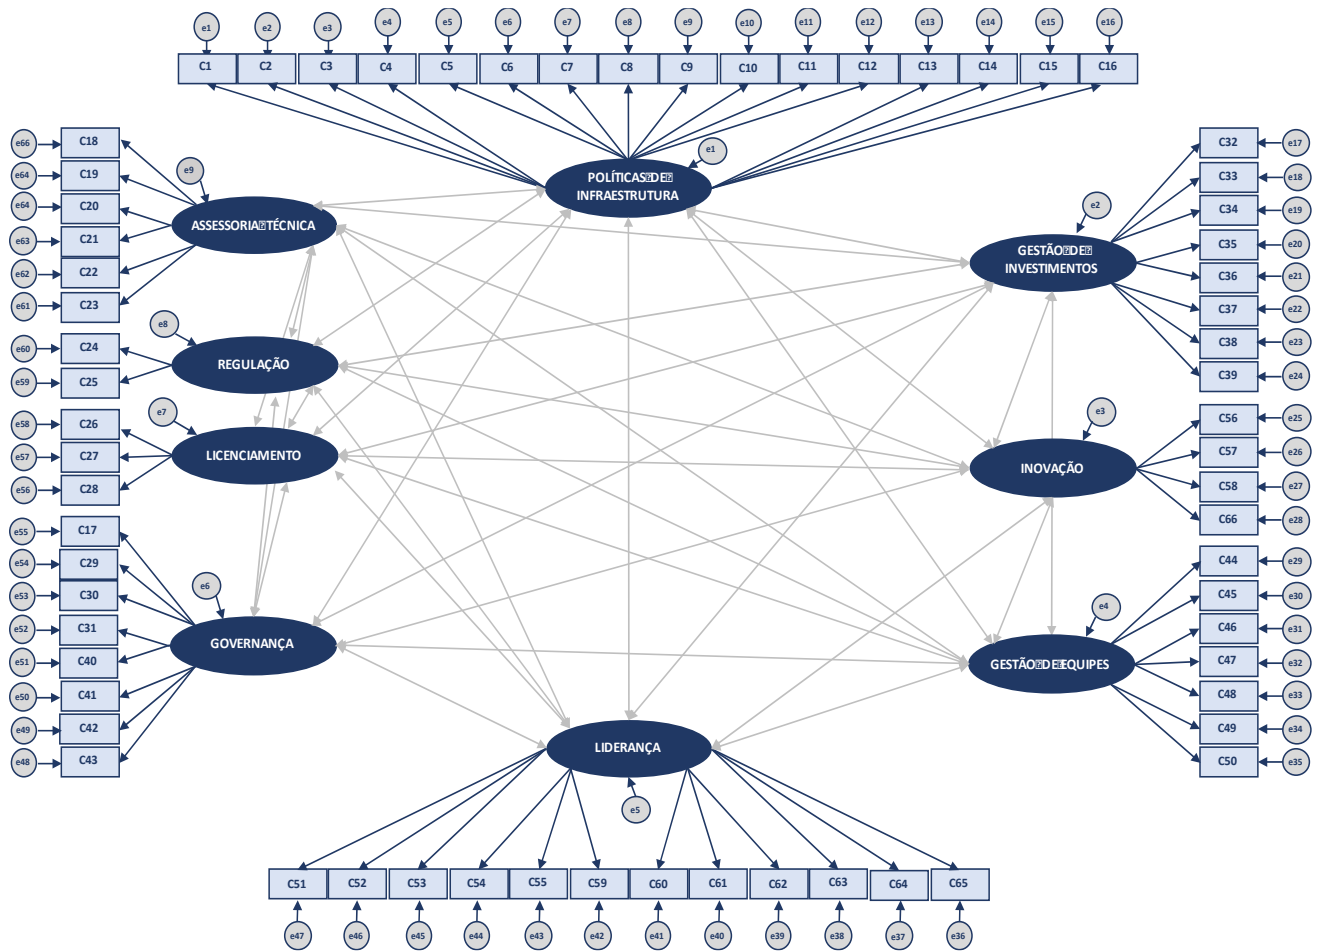 e1
e2
e3
e4
e5
e6
e7
e8
e9
e10
e11
e12
e13
e14
e15
e16
C1
C2
C3
C4
C5
C6
C7
C8
C9
C10
C11
C12
C13
C14
C15
C16
e66
C18
e64
C19
e64
C20
e63
C21
e62
C22
e61
C23
e9
ASSESSORIA TÉCNICA
e1
POLÍTICAS DE
INFRAESTRUTURA
e2
GESTÃO DE
INVESTIMENTOS
C32
e17
C33
e18
C34
e19
C35
e20
C36
e21
C37
e22
C38
e23
C39
e24
e8
REGULAÇÃO
e60
C24
e59
C25
e7
LICENCIAMENTO
e58
C26
e57
C27
e56
C28
e3
INOVAÇÃO
C56
e25
C57
e26
C58
e27
C66
e28
e55
C17
e54
C29
e53
C30
e52
C31
e51
C40
e50
C41
e49
C42
e48
C43
e6
GOVERNANÇA
e4
GESTÃO DE EQUIPES
C44
e29
C45
e30
C46
e31
C47
e32
C48
e33
C49
e34
C50
e35
LIDERANÇA
e5
C51
C52
C53
C54
C55
C59
C60
C61
C62
C63
C64
C65
e47
e46
e45
e44
e43
e42
e41
e40
e39
e38
e37
e36